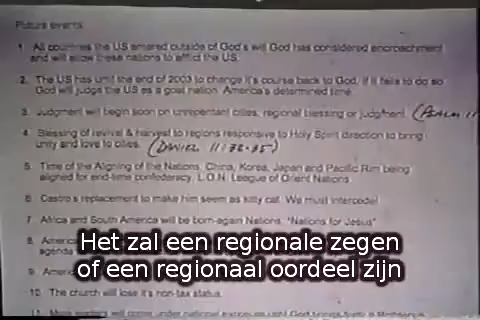 Future events
1. All countries the US entered outside of God's will God has considered encroachment
and will allow these nations to afflict the US.
2. The US has until the end of 2003 to change it's course back to God. If it fails to do so
God will judge the US as a goat nation. America's determined time.
3. Judgment will begin soon on unrepentant cities, regional blessing or judgment. (Psalm 11
4. Blessing of revival & harvest to regions responsive to Holy Spirit direction to bring
unity and love to cities. (Daniel 11:32-35)
5. Time of the Aligning of the Nations. China, Korea, Japan and Pacific Rim being
aligned for end-time confederacy. L.O.N. League of Orient Nations
6. Castro's replacement to make him seem as kitty cat. We must intercede!
7. Africa and South America will be born-again Nations. "Nations for Jesus"
8. Americ
agenda
Het zal een regionale zegen
of een regionaal oordeel zijn
9. Americ
10. The church will lose it's non-tax status.
11.